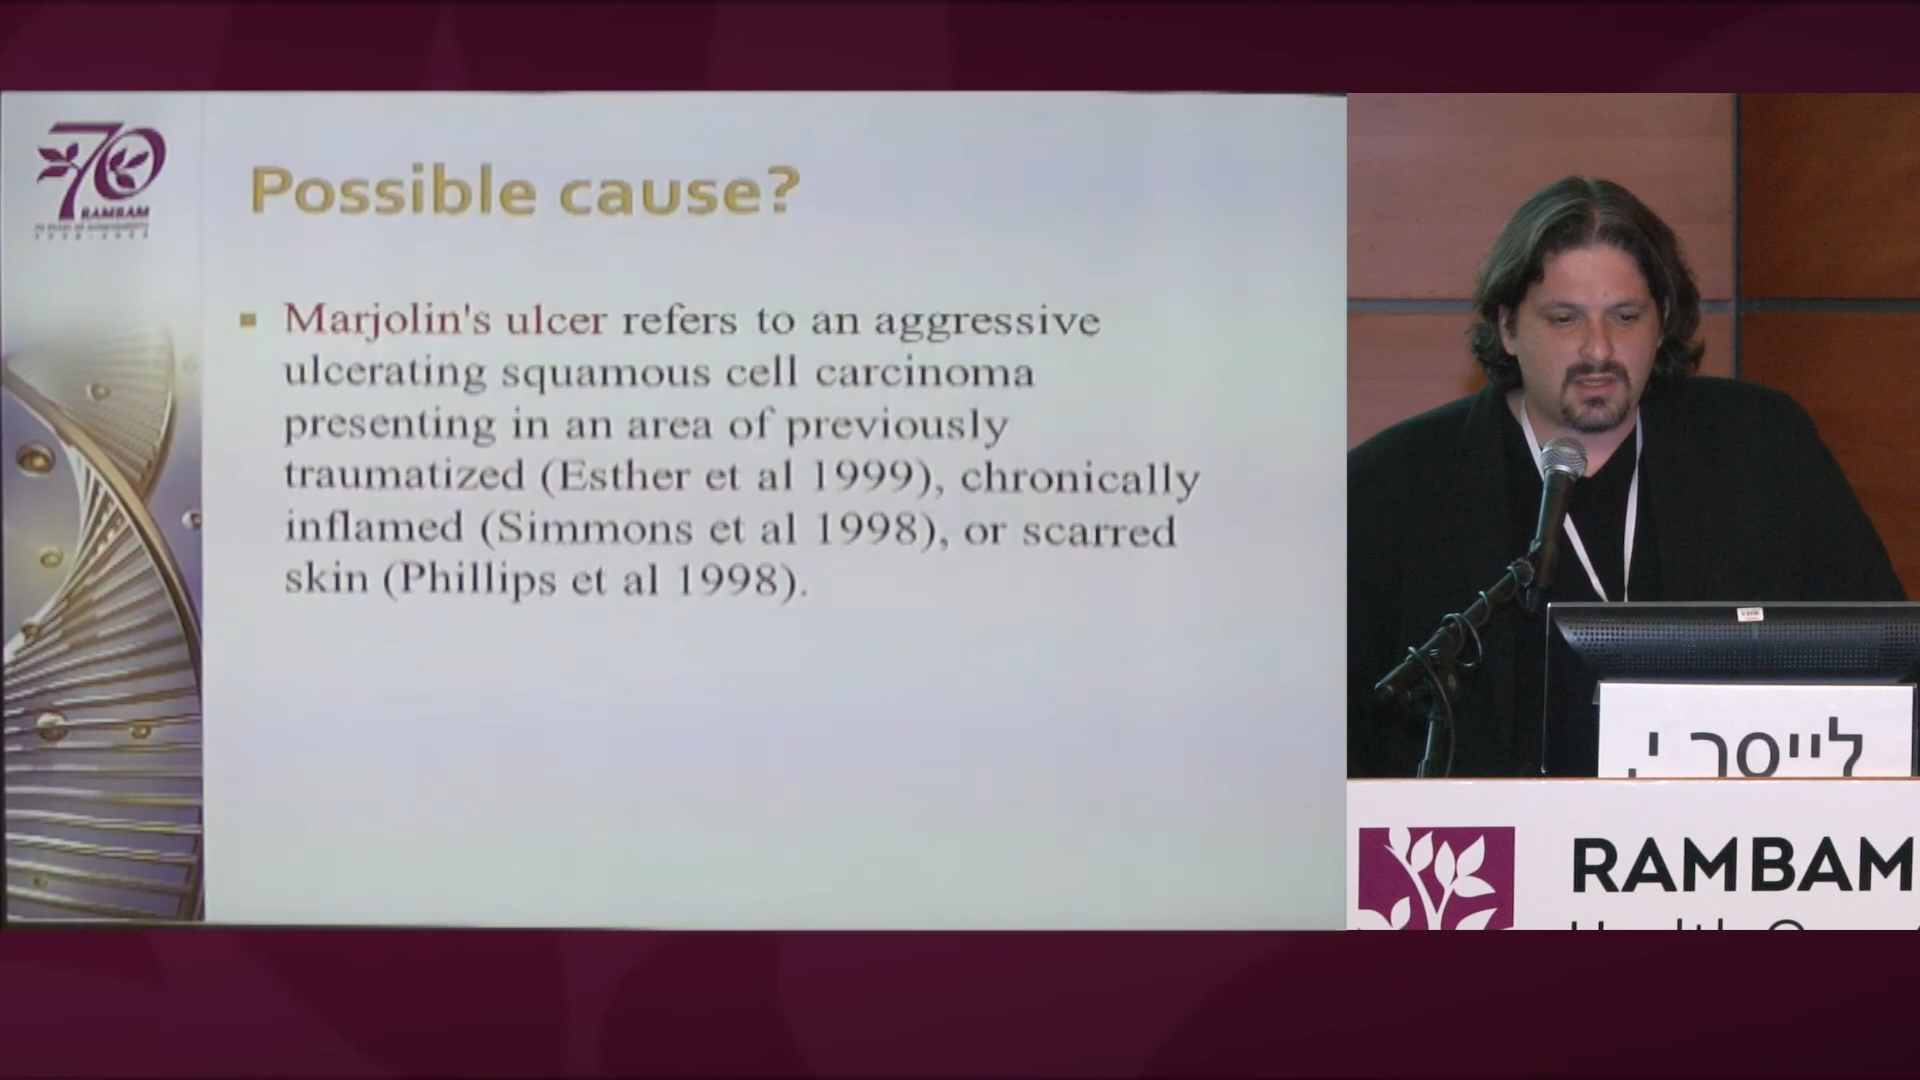 70
RAMBAM
Possible cause?
Marjolin's ulcer refers to an aggressive
ulcerating squamous cell carcinoma
presenting in an area of previously
traumatized (Esther et al 1999), chronically
inflamed (Simmons et al 1998), or scarred
skin (Phillips et al 1998).
לייסר י.
RAMBAM